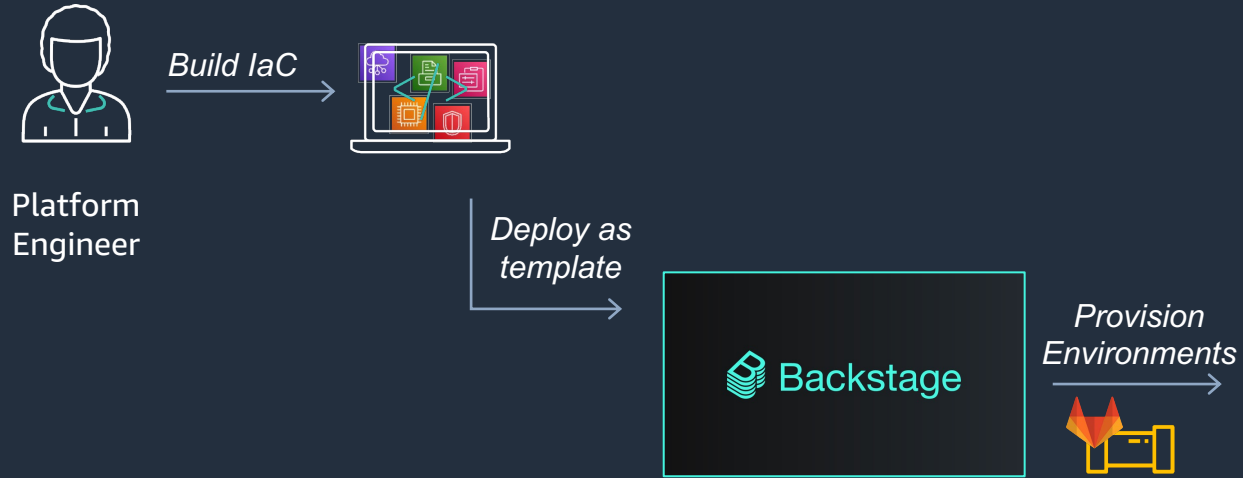 Build IaC
Platform
Engineer
Deploy as
template
Backstage
Provision
Environments